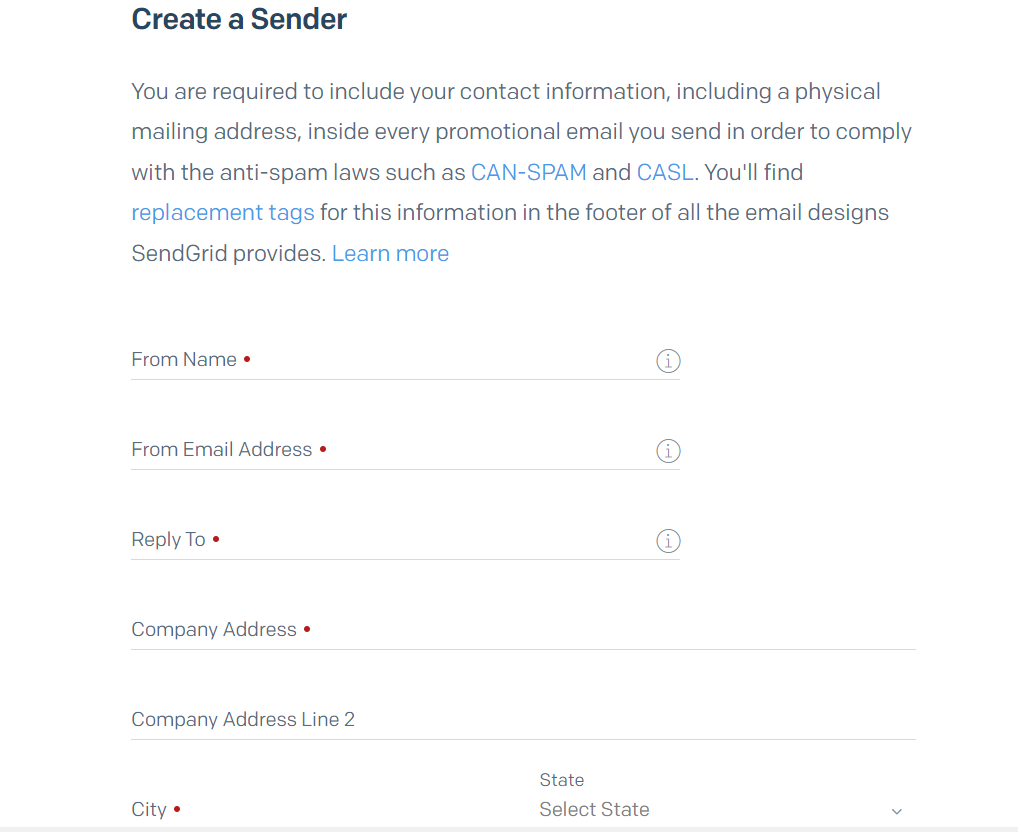 Create a Sender
You are required to include your contact information, including a physical
mailing address, inside every promotional email you send in order to comply
with the anti-spam laws such as CAN-SPAM and CASL. You'll find
replacement tags for this information in the footer of all the email designs
SendGrid provides. Learn more
From Name •
From Email Address •
Reply To •
Company Address •
Company Address Line 2
State
City •
Select State